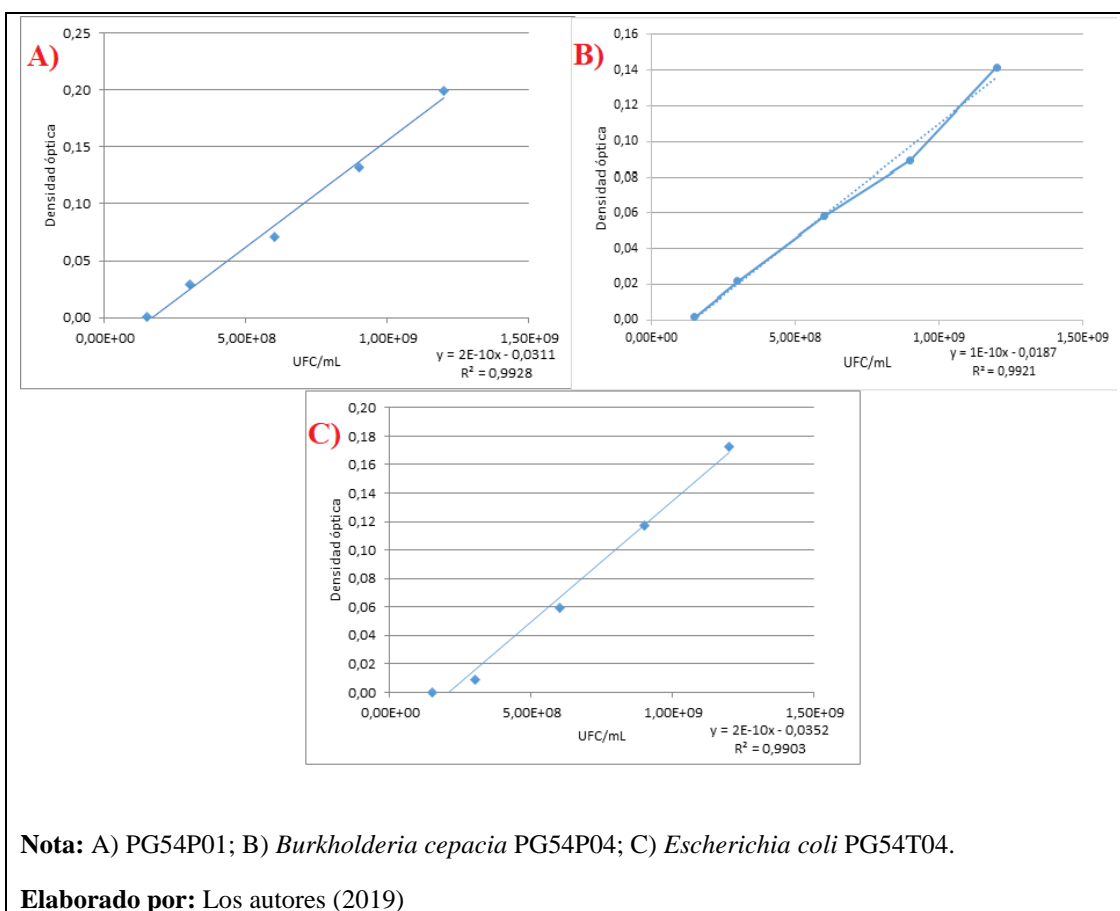 A)
0,25
0,20
0,15
0,10
0,05
0,00
Densidad óptica
0,00E+00 5,00E+08 1,00E+09 1,50E+09
UFC/mL
y = 2E-10x - 0,0311
R² = 0,9928
B)
0,16
0,14
0,12
0,10
0,08
0,06
0,04
0,02
0,00
Densidad óptica
0,00E+00 5,00E+08 1,00E+09 1,50E+09
UFC/mL
y = 1E-10x - 0,0187
R² = 0,9921
C)
0,20
0,18
0,16
0,14
0,12
0,10
0,08
0,06
0,04
0,02
0,00
Densidad óptica
0,00E+00 5,00E+08 1,00E+09 1,50E+09
UFC/mL
y = 2E-10x - 0,0352
R² = 0,9903
Nota: A) PG54P01; B) Burkholderia cepacia PG54P04; C) Escherichia coli PG54T04.
Elaborado por: Los autores (2019)